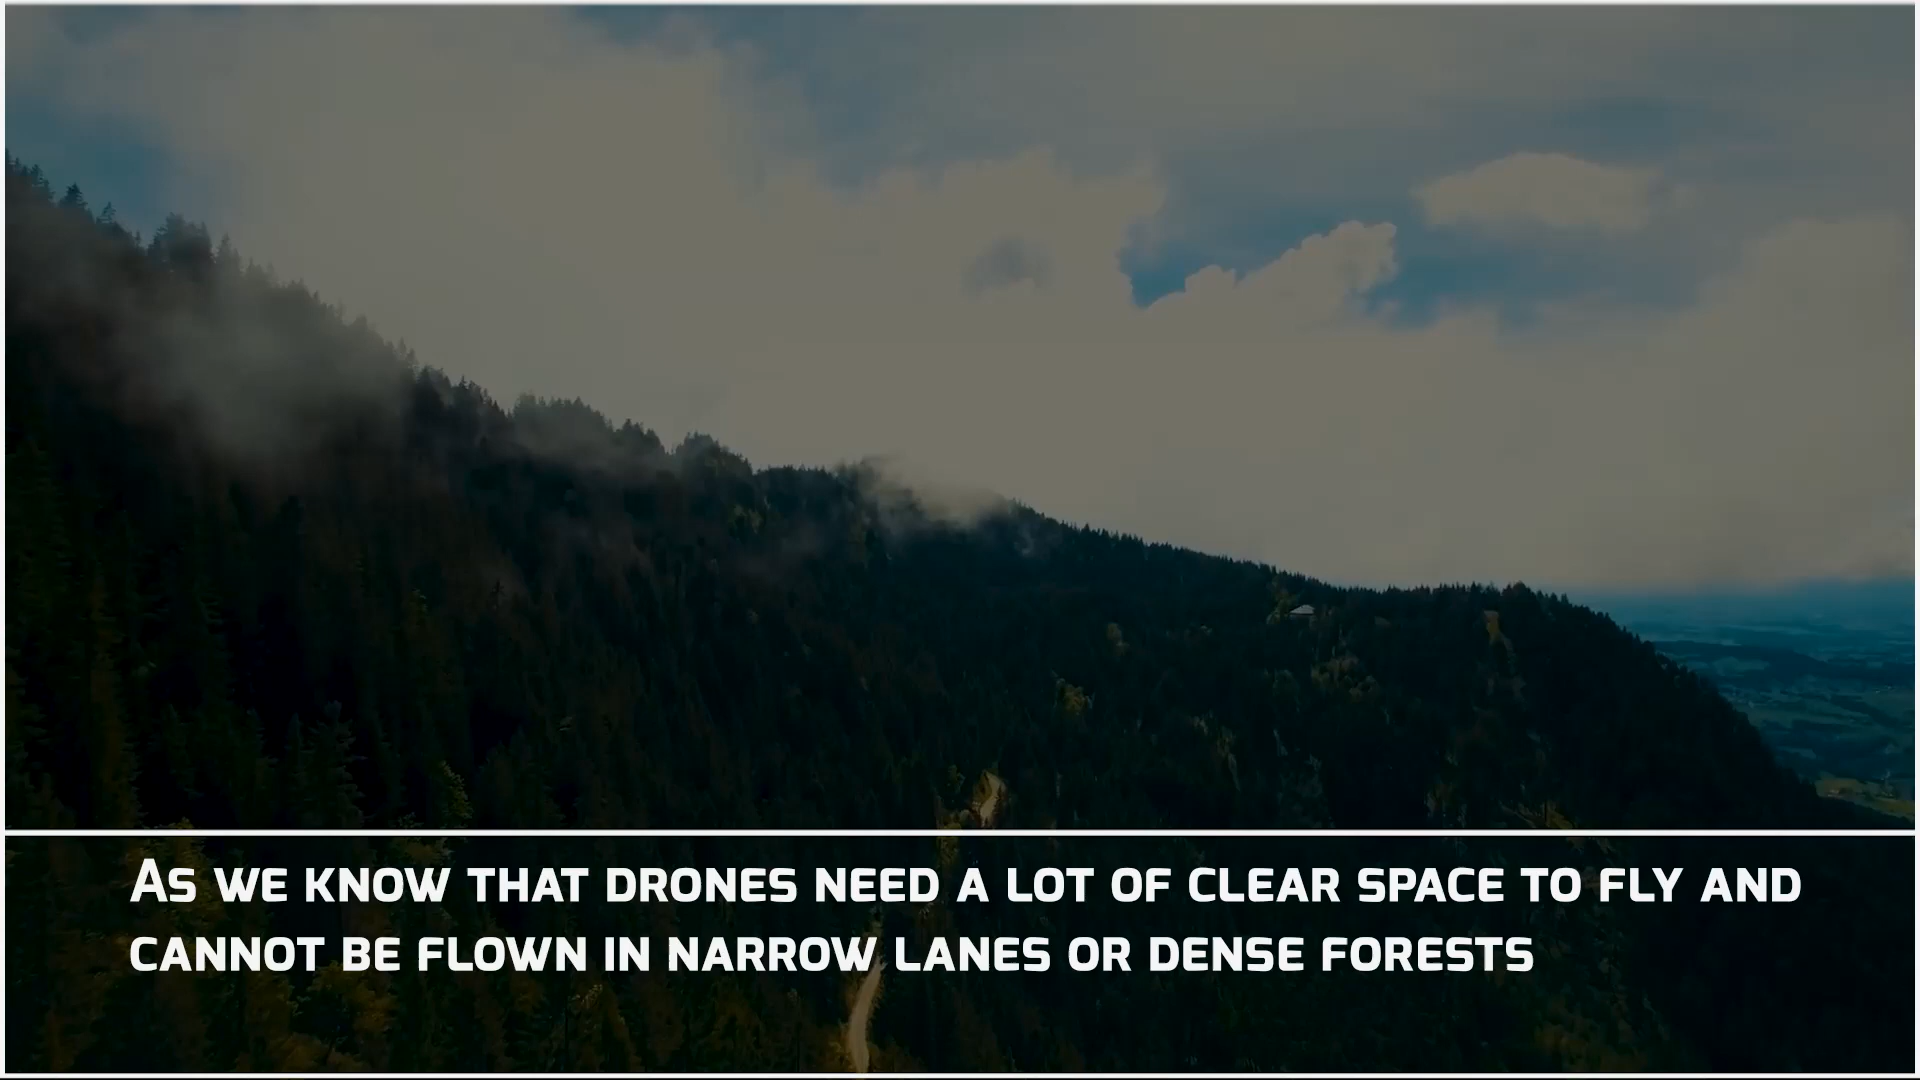 As we know that drones need a lot of clear space to fly and
cannot be flown in narrow lanes or dense forests